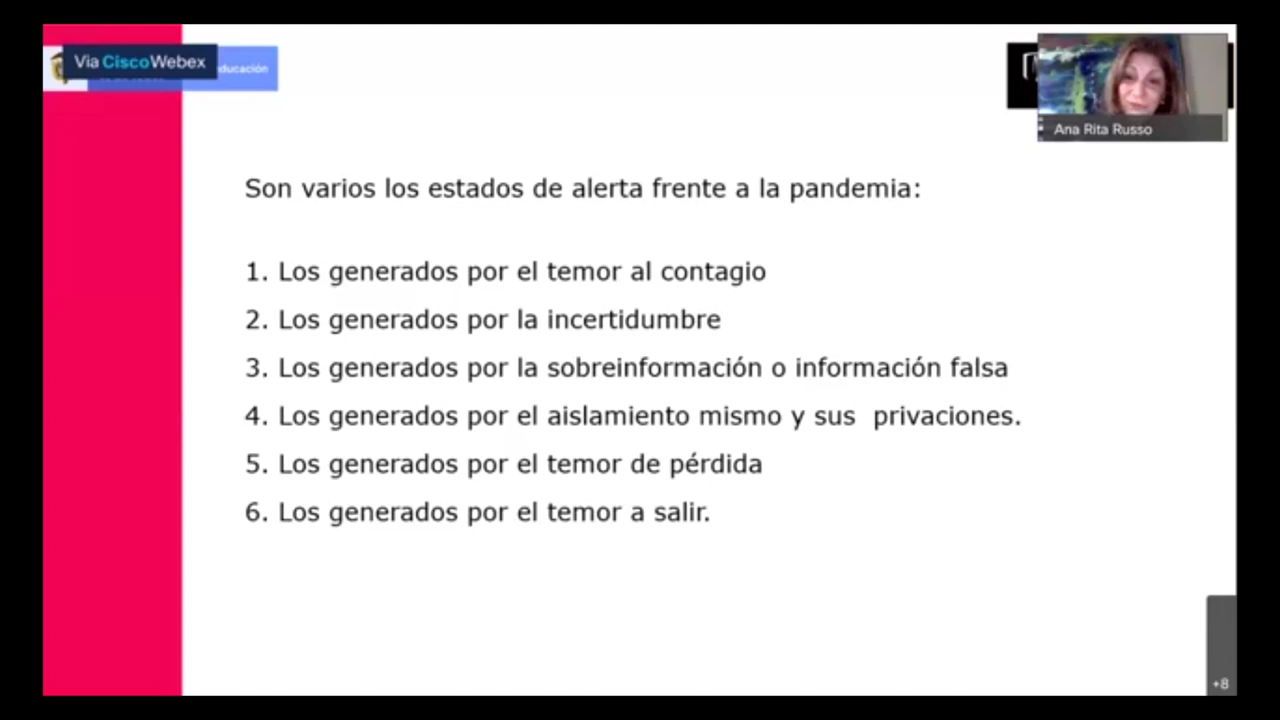 Via CiscoWebex
educación
Ana Rita Russo
Son varios los estados de alerta frente a la pandemia:
1. Los generados por el temor al contagio
2. Los generados por la incertidumbre
3. Los generados por la sobreinformación o información falsa
4. Los generados por el aislamiento mismo y sus  privaciones.
5. Los generados por el temor de pérdida
6. Los generados por el temor a salir.
+8